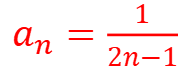 aₙ = 1/(2n−1)